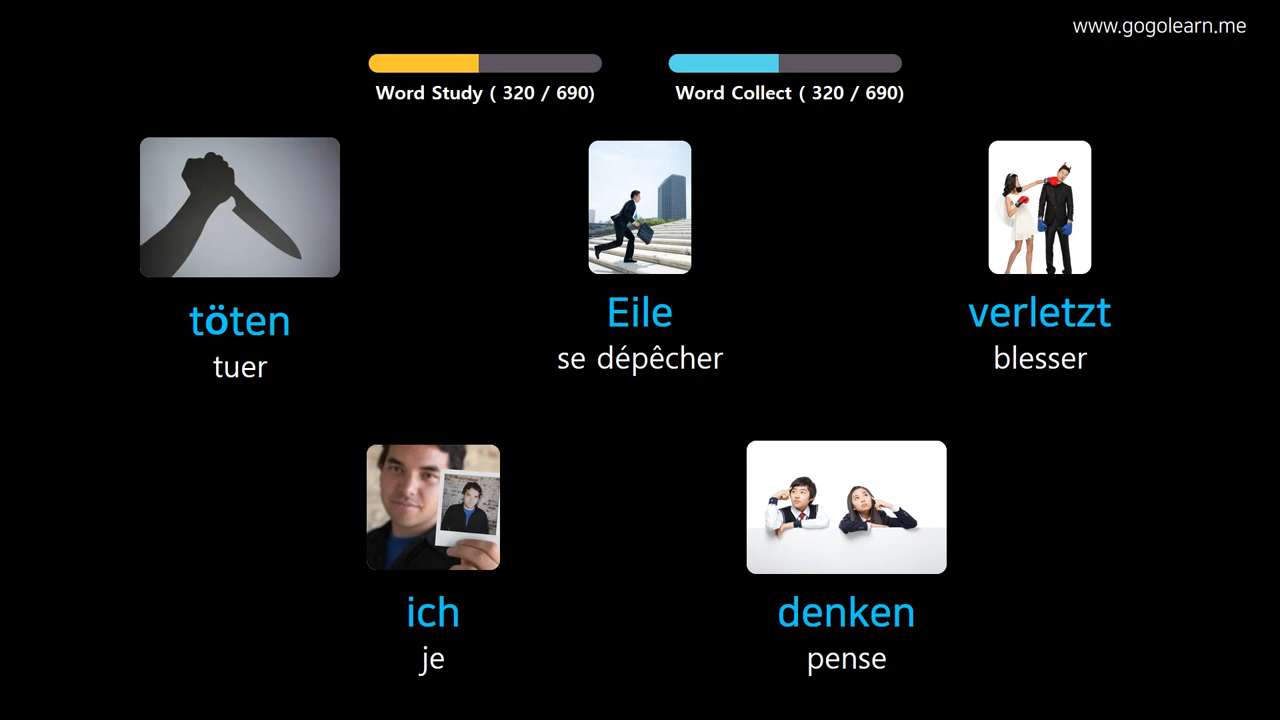 www.gogolearn.me
Word Study ( 320 / 690)
Word Collect ( 320 / 690)
töten
tuer
Eile
se dépêcher
verletzt
blesser
ich
je
denken
pense